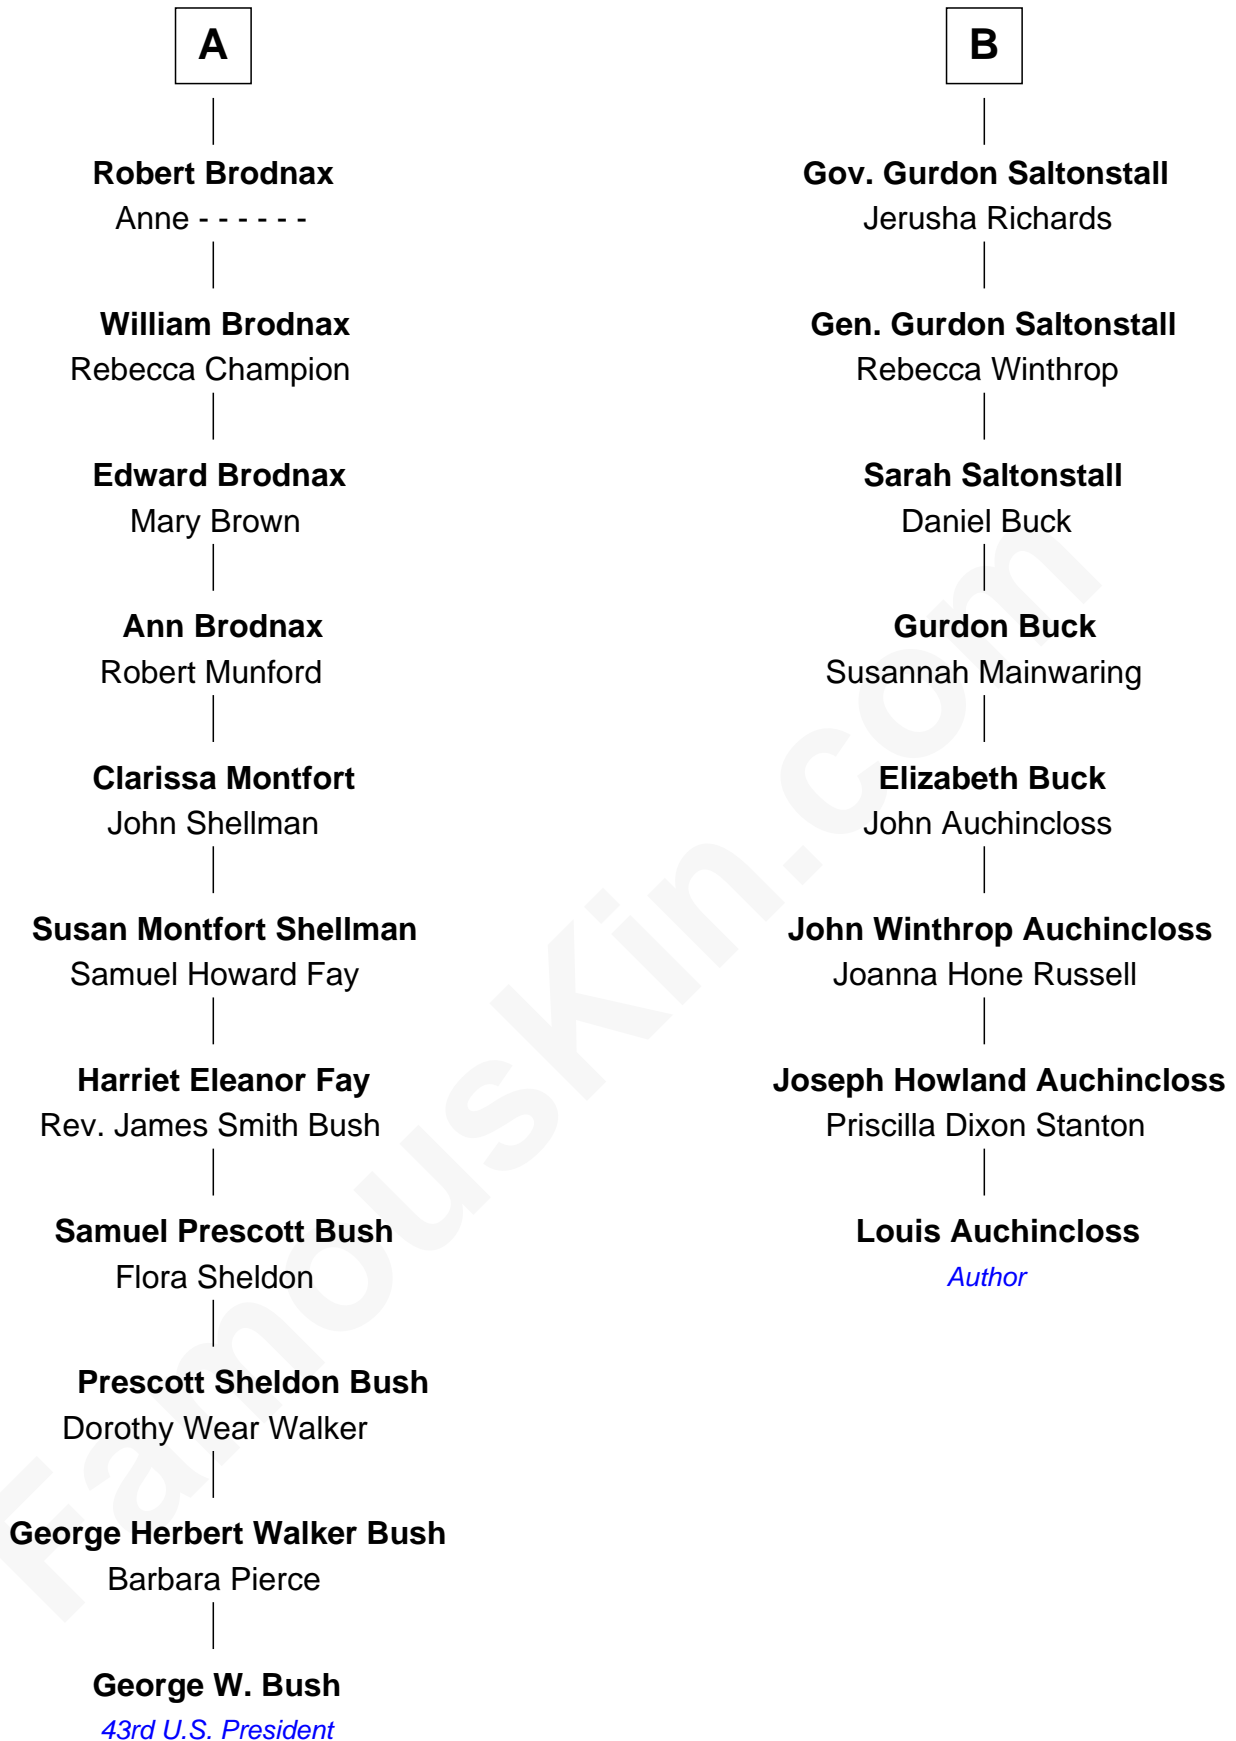 A
Robert Brodnax
Anne - - - - - -
William Brodnax
Rebecca Champion
Edward Brodnax
Mary Brown
Ann Brodnax
Robert Munford
Clarissa Montfort
John Shellman
Susan Montfort Shellman
Samuel Howard Fay
Harriet Eleanor Fay
Rev. James Smith Bush
Samuel Prescott Bush
Flora Sheldon
Prescott Sheldon Bush
Dorothy Wear Walker
George Herbert Walker Bush
Barbara Pierce
George W. Bush
43rd U.S. President
B
Gov. Gurdon Saltonstall
Jerusha Richards
Gen. Gurdon Saltonstall
Rebecca Winthrop
Sarah Saltonstall
Daniel Buck
Gurdon Buck
Susannah Mainwaring
Elizabeth Buck
John Auchincloss
John Winthrop Auchincloss
Joanna Hone Russell
Joseph Howland Auchincloss
Priscilla Dixon Stanton
Louis Auchincloss
Author
FamousKin.com